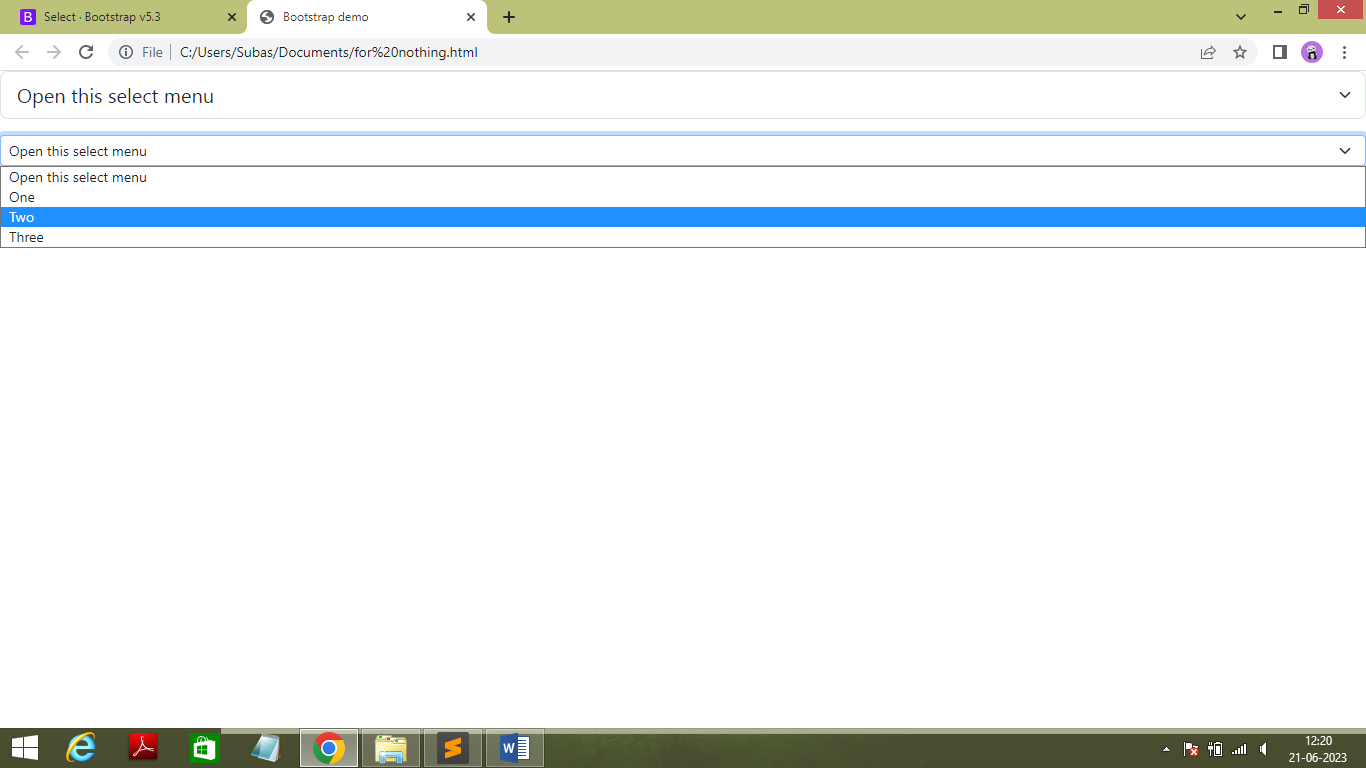 Select · Bootstrap v5.3
Bootstrap demo
File
C:/Users/Subas/Documents/for%20nothing.html
Open this select menu
Open this select menu
Open this select menu
One
Two
Three
12:20
21-06-2023